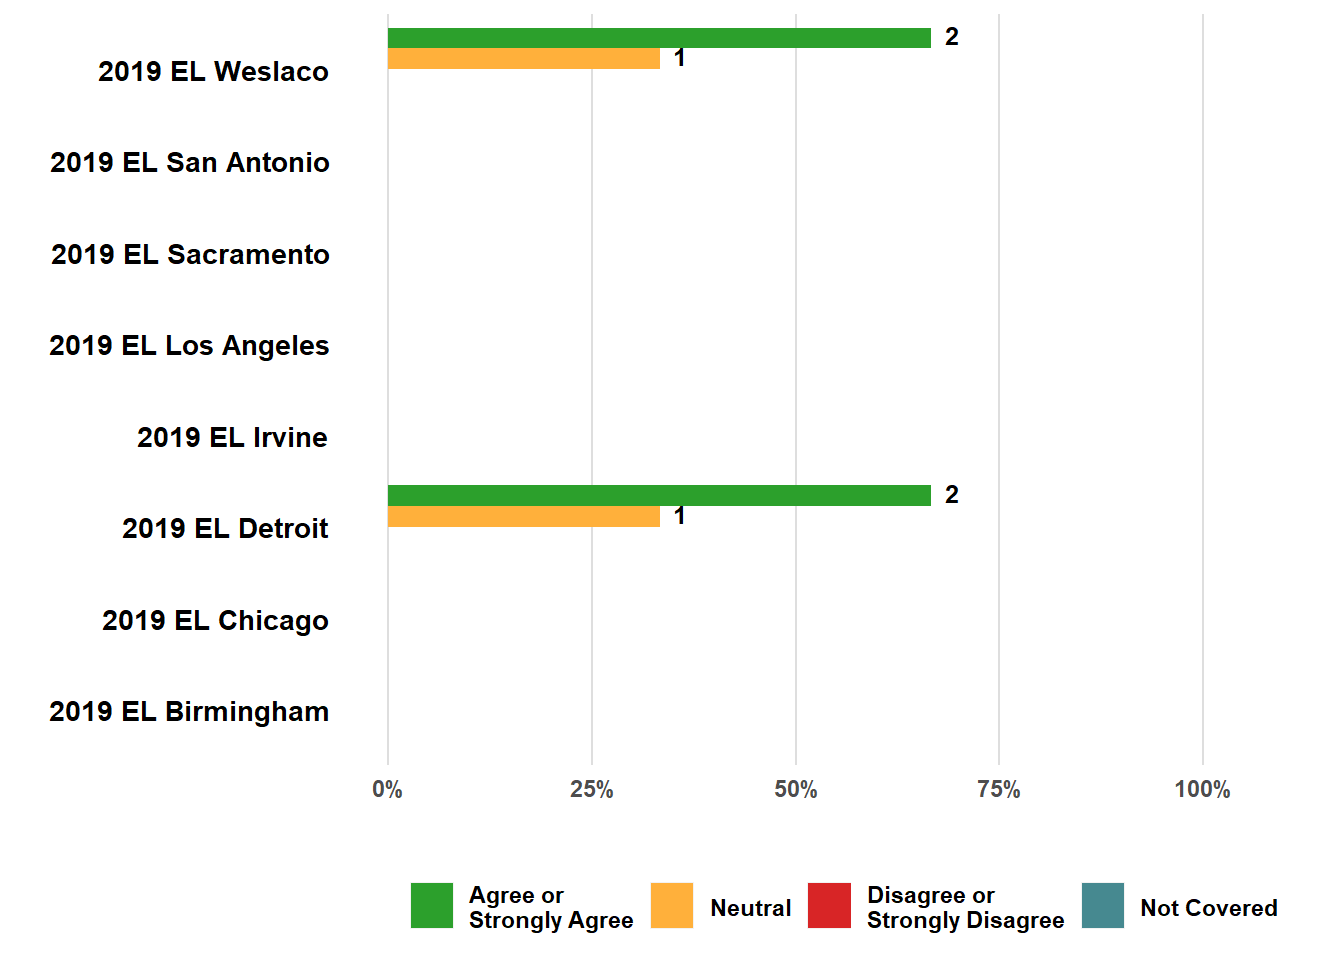 2
1
2019 EL Weslaco
2019 EL San Antonio
2019 EL Sacramento
2019 EL Los Angeles
2019 EL Irvine
2
1
2019 EL Detroit
2019 EL Chicago
2019 EL Birmingham
0% 25% 50% 75% 100%
Agree or
Strongly Agree
Neutral
Disagree or
Strongly Disagree
Not Covered